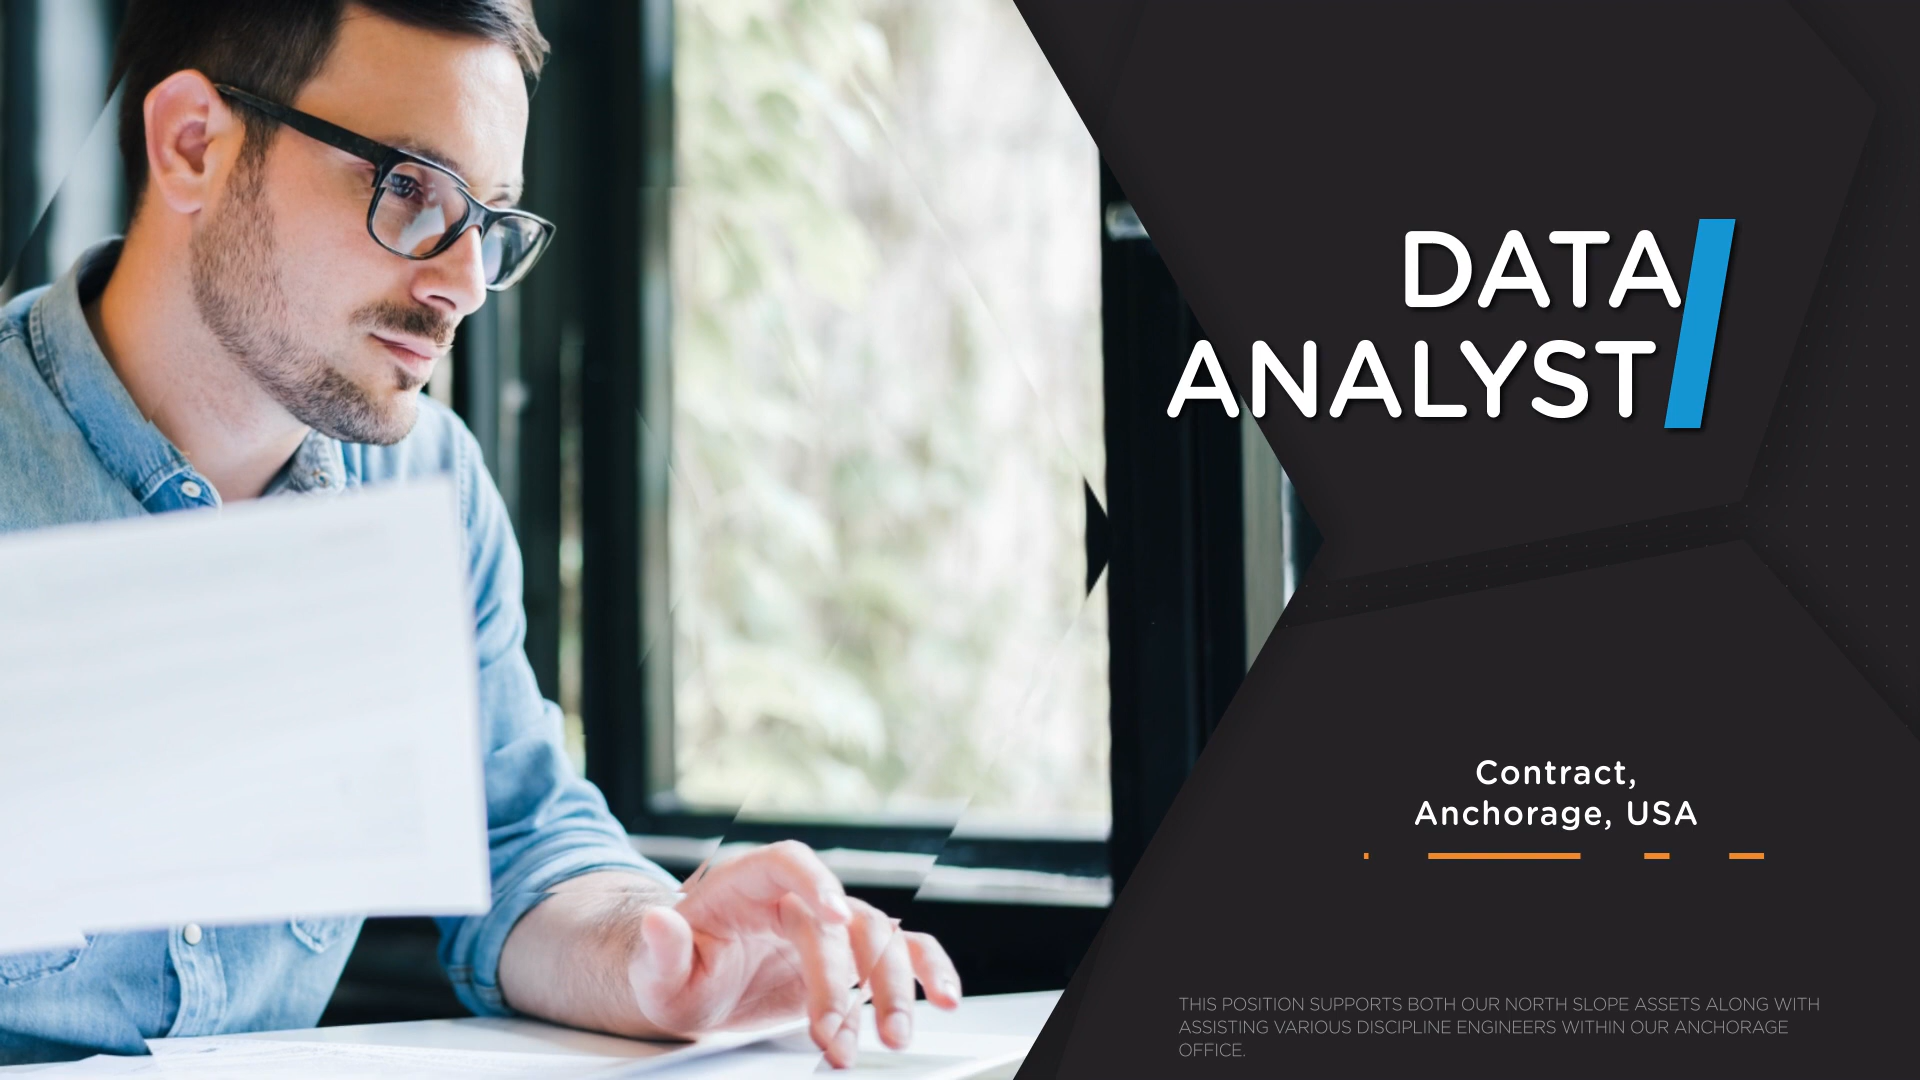 DATA
ANALYST
Contract,
Anchorage, USA
THIS POSITION SUPPORTS BOTH OUR NORTH SLOPE ASSETS ALONG WITH
ASSISTING VARIOUS DISCIPLINE ENGINEERS WITHIN OUR ANCHORAGE
OFFICE.